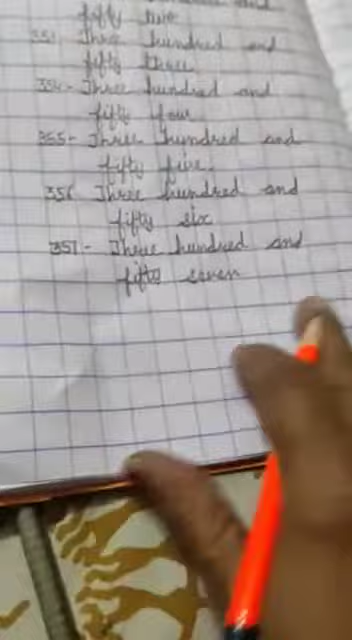 fifty two
353 Three hundred and
fifty three
354- Three hundred and
fifty four
355- Three hundred and
fifty five.
356 Three hundred and
fifty six
357- Three hundred and
fifty seven